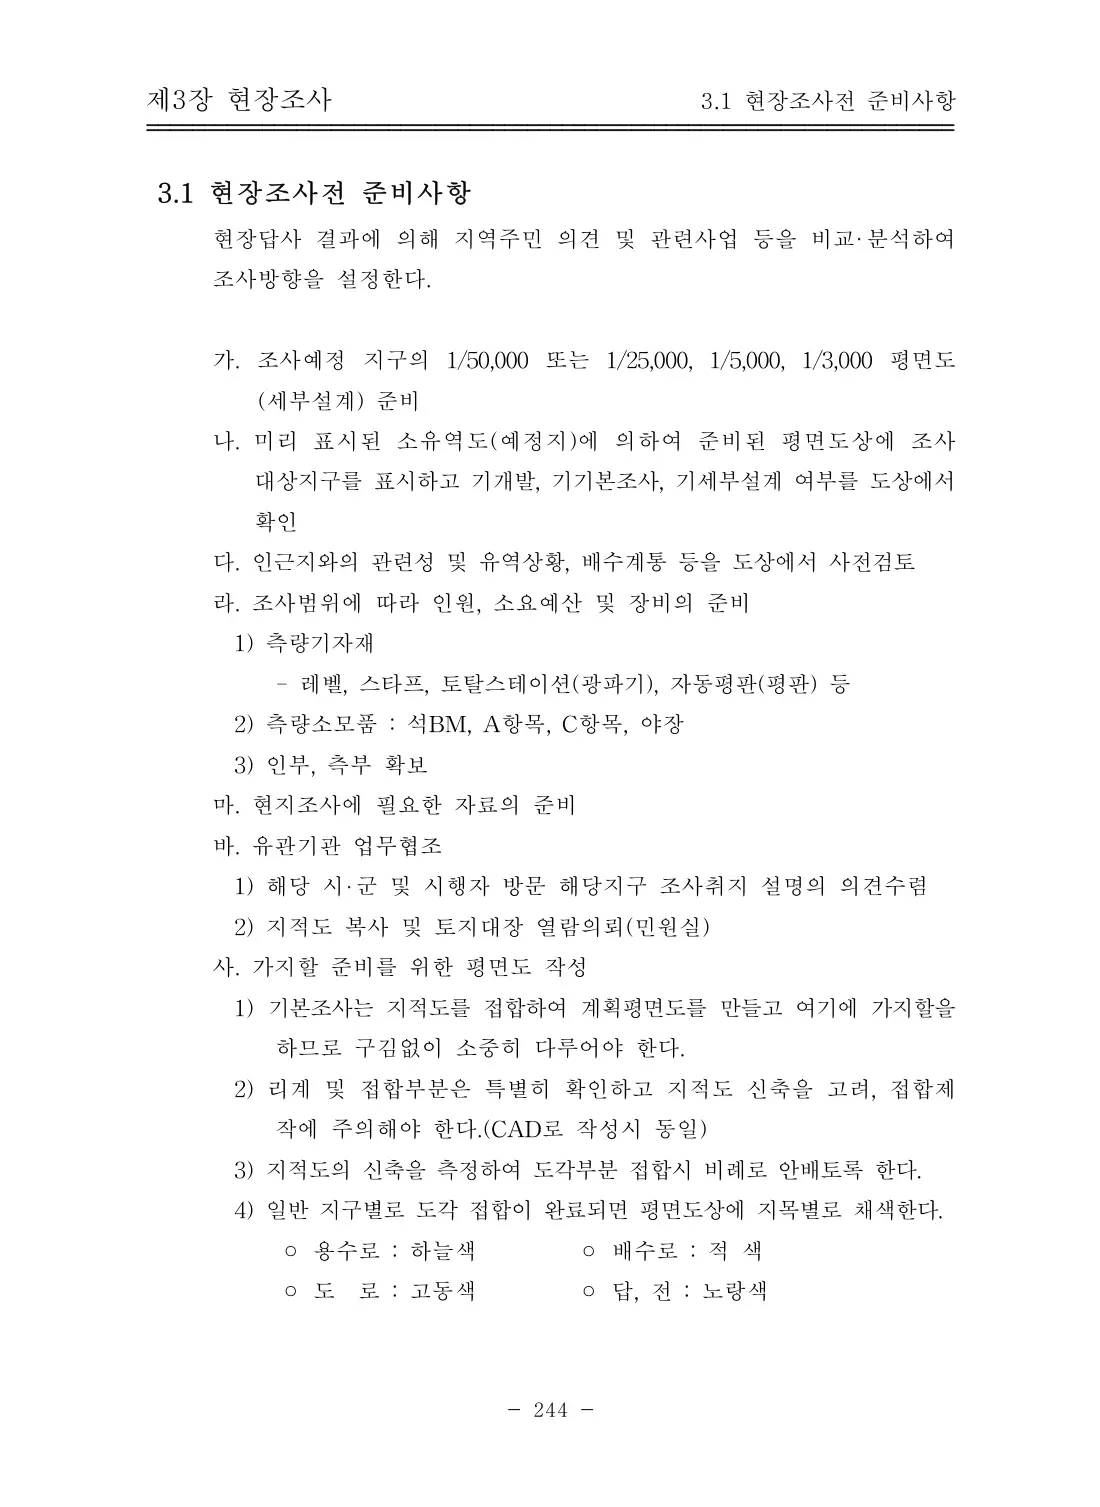 제3장 현장조사 3.1 현장조사전 준비사항
3.1 현장조사전 준비사항
현장답사 결과에 의해 지역주민 의견 및 관련사업 등을 비교·분석하여
조사방향을 설정한다.
가. 조사예정 지구의 1/50,000 또는 1/25,000, 1/5,000, 1/3,000 평면도
(세부설계) 준비
나. 미리 표시된 소유역도(예정지)에 의하여 준비된 평면도상에 조사
대상지구를 표시하고 기개발, 기기본조사, 기세부설계 여부를 도상에서
확인
다. 인근지와의 관련성 및 유역상황, 배수계통 등을 도상에서 사전검토
라. 조사범위에 따라 인원, 소요예산 및 장비의 준비
1) 측량기자재
- 레벨, 스타프, 토탈스테이션(광파기), 자동평판(평판) 등
2) 측량소모품 : 석BM, A항목, C항목, 야장
3) 인부, 측부 확보
마. 현지조사에 필요한 자료의 준비
바. 유관기관 업무협조
1) 해당 시·군 및 시행자 방문 해당지구 조사취지 설명의 의견수렴
2) 지적도 복사 및 토지대장 열람의뢰(민원실)
사. 가지할 준비를 위한 평면도 작성
1) 기본조사는 지적도를 접합하여 계획평면도를 만들고 여기에 가지할을
하므로 구김없이 소중히 다루어야 한다.
2) 리계 및 접합부분은 특별히 확인하고 지적도 신축을 고려, 접합제
작에 주의해야 한다.(CAD로 작성시 동일)
3) 지적도의 신축을 측정하여 도각부분 접합시 비례로 안배토록 한다.
4) 일반 지구별로 도각 접합이 완료되면 평면도상에 지목별로 채색한다.
○ 용수로 : 하늘색 ○ 배수로 : 적 색
○ 도 로 : 고동색 ○ 답, 전 : 노랑색
- 244 -